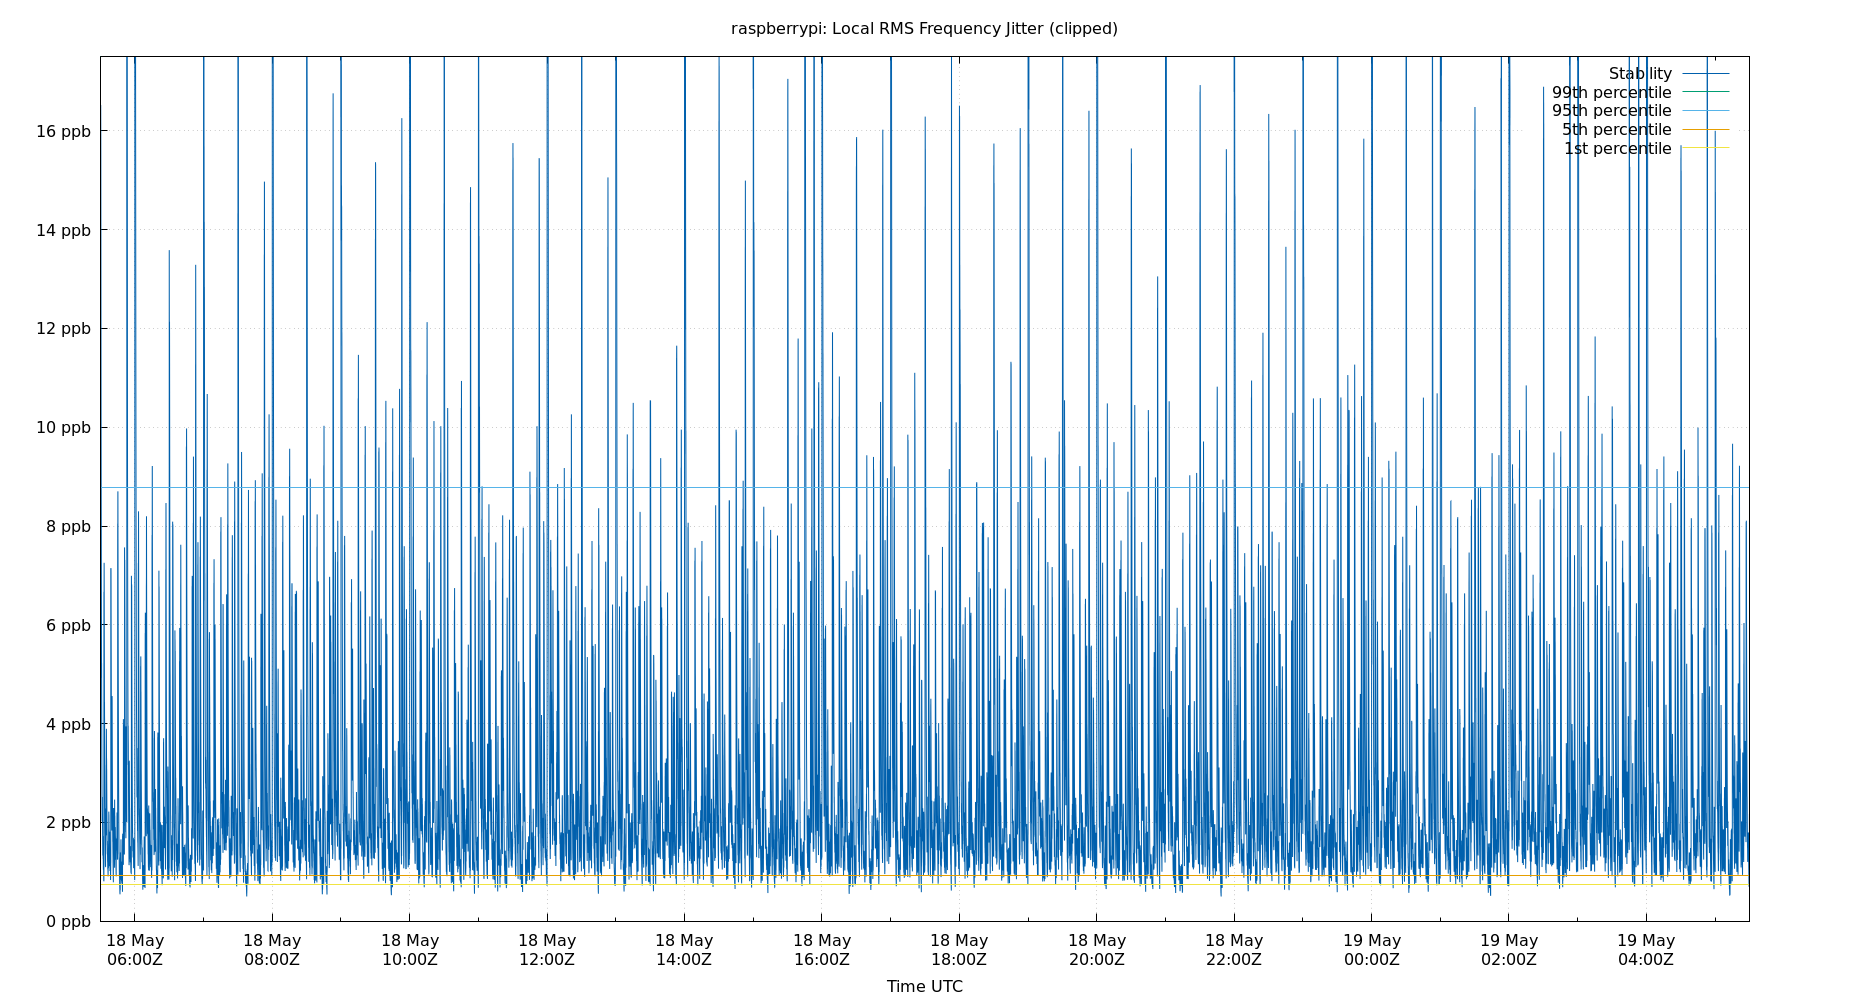 raspberrypi: Local RMS Frequency Jitter (clipped)
Stability
99th percentile
95th percentile
5th percentile
1st percentile
16 ppb
14 ppb
12 ppb
10 ppb
8 ppb
6 ppb
4 ppb
2 ppb
0 ppb
18 May 18 May 18 May 18 May 18 May 18 May 18 May 18 May 18 May 19 May 19 May 19 May
06:00Z 08:00Z 10:00Z 12:00Z 14:00Z 16:00Z 18:00Z 20:00Z 22:00Z 00:00Z 02:00Z 04:00Z
Time UTC